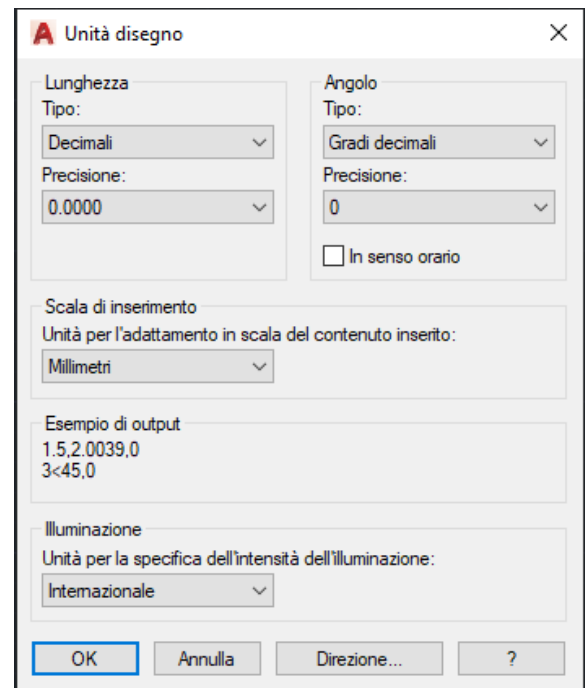 Unità disegno
Lunghezza
Tipo:
Decimali
Precisione:
0.0000
Angolo
Tipo:
Gradi decimali
Precisione:
0
In senso orario
Scala di inserimento
Unità per l'adattamento in scala del contenuto inserito:
Millimetri
Esempio di output
1.5,2.0039,0
3<45,0
Illuminazione
Unità per la specifica dell'intensità dell'illuminazione:
Internazionale
OK Annulla Direzione... ?